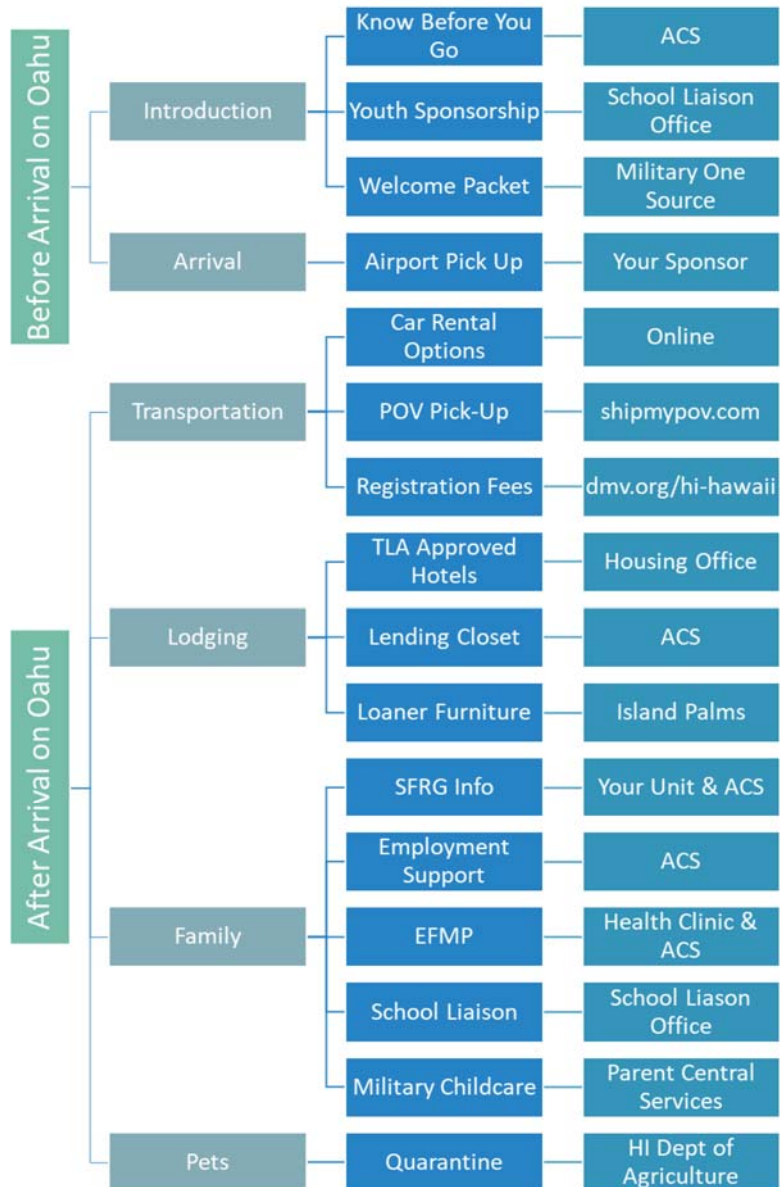 Before Arrival on Oahu
Introduction
Know Before You
Go
ACS
Youth Sponsorship
School Liaison
Office
Welcome Packet
Military One
Source
Arrival
Airport Pick Up
Your Sponsor
After Arrival on Oahu
Transportation
Car Rental
Options
Online
POV Pick-Up
shipmypov.com
Registration Fees
dmv.org/hi-hawaii
Lodging
TLA Approved
Hotels
Housing Office
Lending Closet
ACS
Loaner Furniture
Island Palms
Family
SFRG Info
Your Unit & ACS
Employment
Support
ACS
EFMP
Health Clinic &
ACS
School Liaison
School Liason
Office
Military Childcare
Parent Central
Services
Pets
Quarantine
HI Dept of
Agriculture